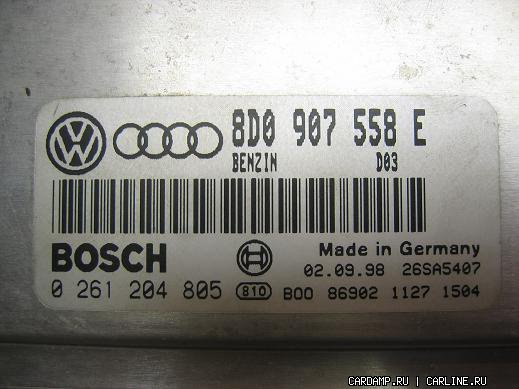 8D0 907 558 E
BENZIN D03
BOSCH
Made in Germany
02.09.98 26SA5407
0 261 204 805 810 B00 86902 1127 1504
CARDAMP.RU | CARLINE.RU